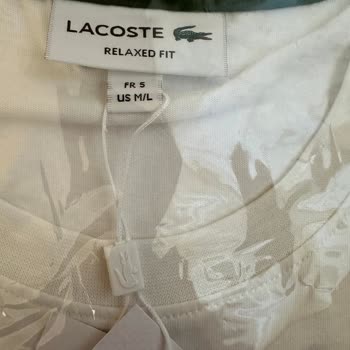 LACOSTE
RELAXED FIT
FR 5
US M/L